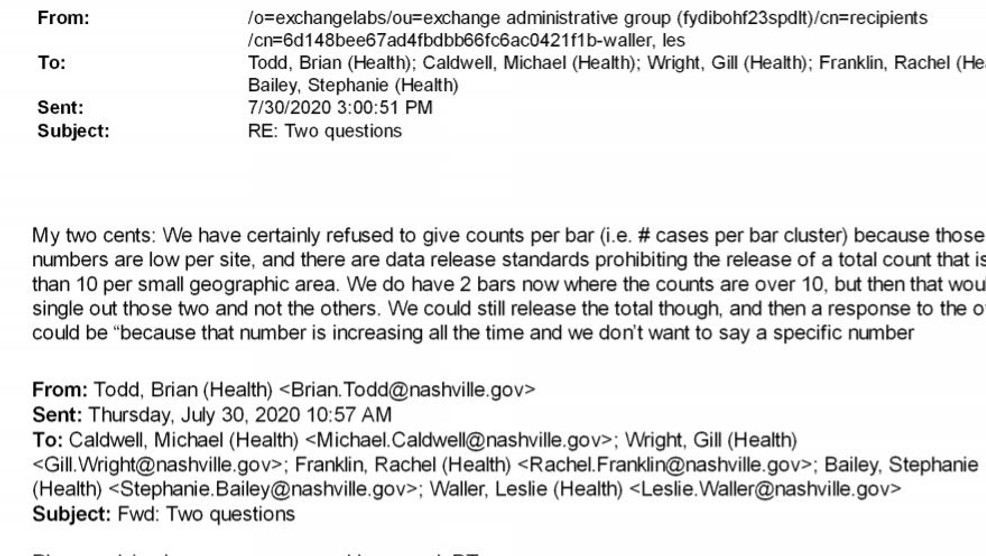 From: /o=exchangelabs/ou=exchange administrative group (fydibohf23spdlt)/cn=recipients
/cn=6d148bee67ad4fbdbb66fc6ac0421f1b-waller, les
To: Todd, Brian (Health); Caldwell, Michael (Health); Wright, Gill (Health); Franklin, Rachel (He
Bailey, Stephanie (Health)
Sent: 7/30/2020 3:00:51 PM
Subject: RE: Two questions
My two cents: We have certainly refused to give counts per bar (i.e. # cases per bar cluster) because those
numbers are low per site, and there are data release standards prohibiting the release of a total count that is
than 10 per small geographic area. We do have 2 bars now where the counts are over 10, but then that wou
single out those two and not the others. We could still release the total though, and then a response to the o
could be “because that number is increasing all the time and we don’t want to say a specific number
From: Todd, Brian (Health) <Brian.Todd@nashville.gov>
Sent: Thursday, July 30, 2020 10:57 AM
To: Caldwell, Michael (Health) <Michael.Caldwell@nashville.gov>; Wright, Gill (Health)
<Gill.Wright@nashville.gov>; Franklin, Rachel (Health) <Rachel.Franklin@nashville.gov>; Bailey, Stephanie
(Health) <Stephanie.Bailey@nashville.gov>; Waller, Leslie (Health) <Leslie.Waller@nashville.gov>
Subject: Fwd: Two questions